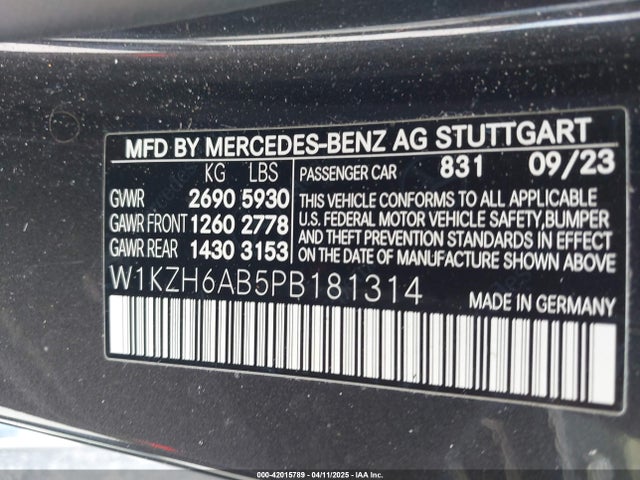 MFD BY MERCEDES-BENZ AG STUTTGART
KG LBS
GVWR 2690 5930
GAWR FRONT 1260 2778
GAWR REAR 1430 3153
PASSENGER CAR 831 09/23
THIS VEHICLE CONFORMS TO ALL APPLICABLE
U.S. FEDERAL MOTOR VEHICLE SAFETY, BUMPER
AND THEFT PREVENTION STANDARDS IN EFFECT
ON THE DATE OF MANUFACTURE SHOWN ABOVE.
W1KZH6AB5PB181314
MADE IN GERMANY
00-42015789 - 04/11/2025 - IAA Inc.